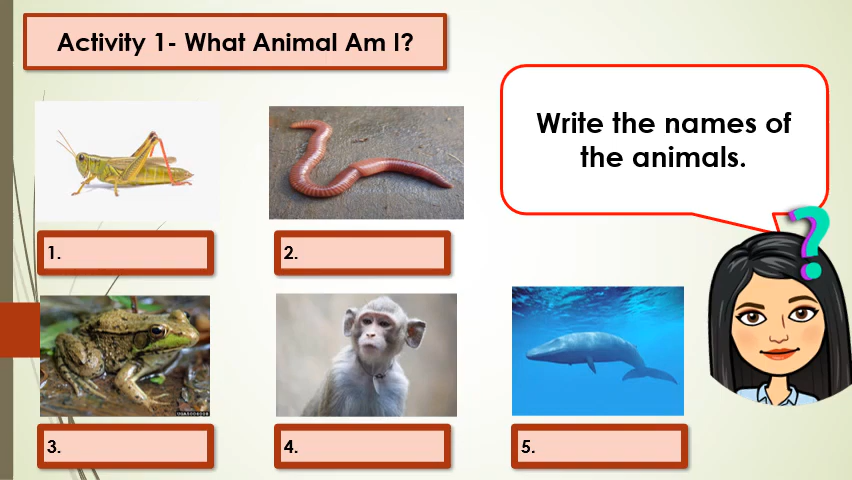 Activity 1- What Animal Am I?
Write the names of
the animals.
?
1.
2.
3.
4.
5.